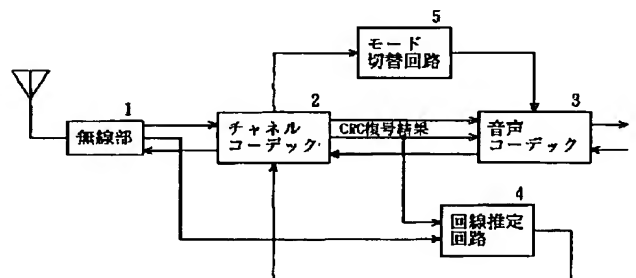 5
モード
切替回路
1
無線部
2
チャネル
コーデック
CRC復号結果
3
音声
コーデック
4
回線推定
回路